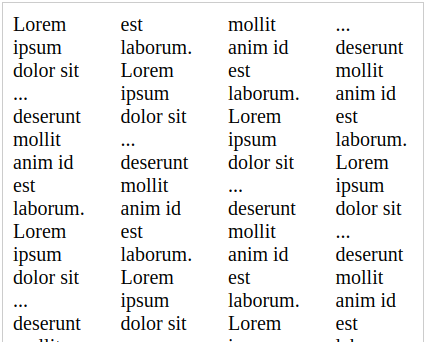 Lorem
ipsum
dolor sit
...
deserunt
mollit
anim id
est
laborum.
Lorem
ipsum
dolor sit
...
deserunt
est
laborum.
Lorem
ipsum
dolor sit
...
deserunt
mollit
anim id
est
laborum.
Lorem
ipsum
dolor sit
mollit
anim id
est
laborum.
Lorem
ipsum
dolor sit
...
deserunt
mollit
anim id
est
laborum.
Lorem
...
deserunt
mollit
anim id
est
laborum.
Lorem
ipsum
dolor sit
...
deserunt
mollit
anim id
est